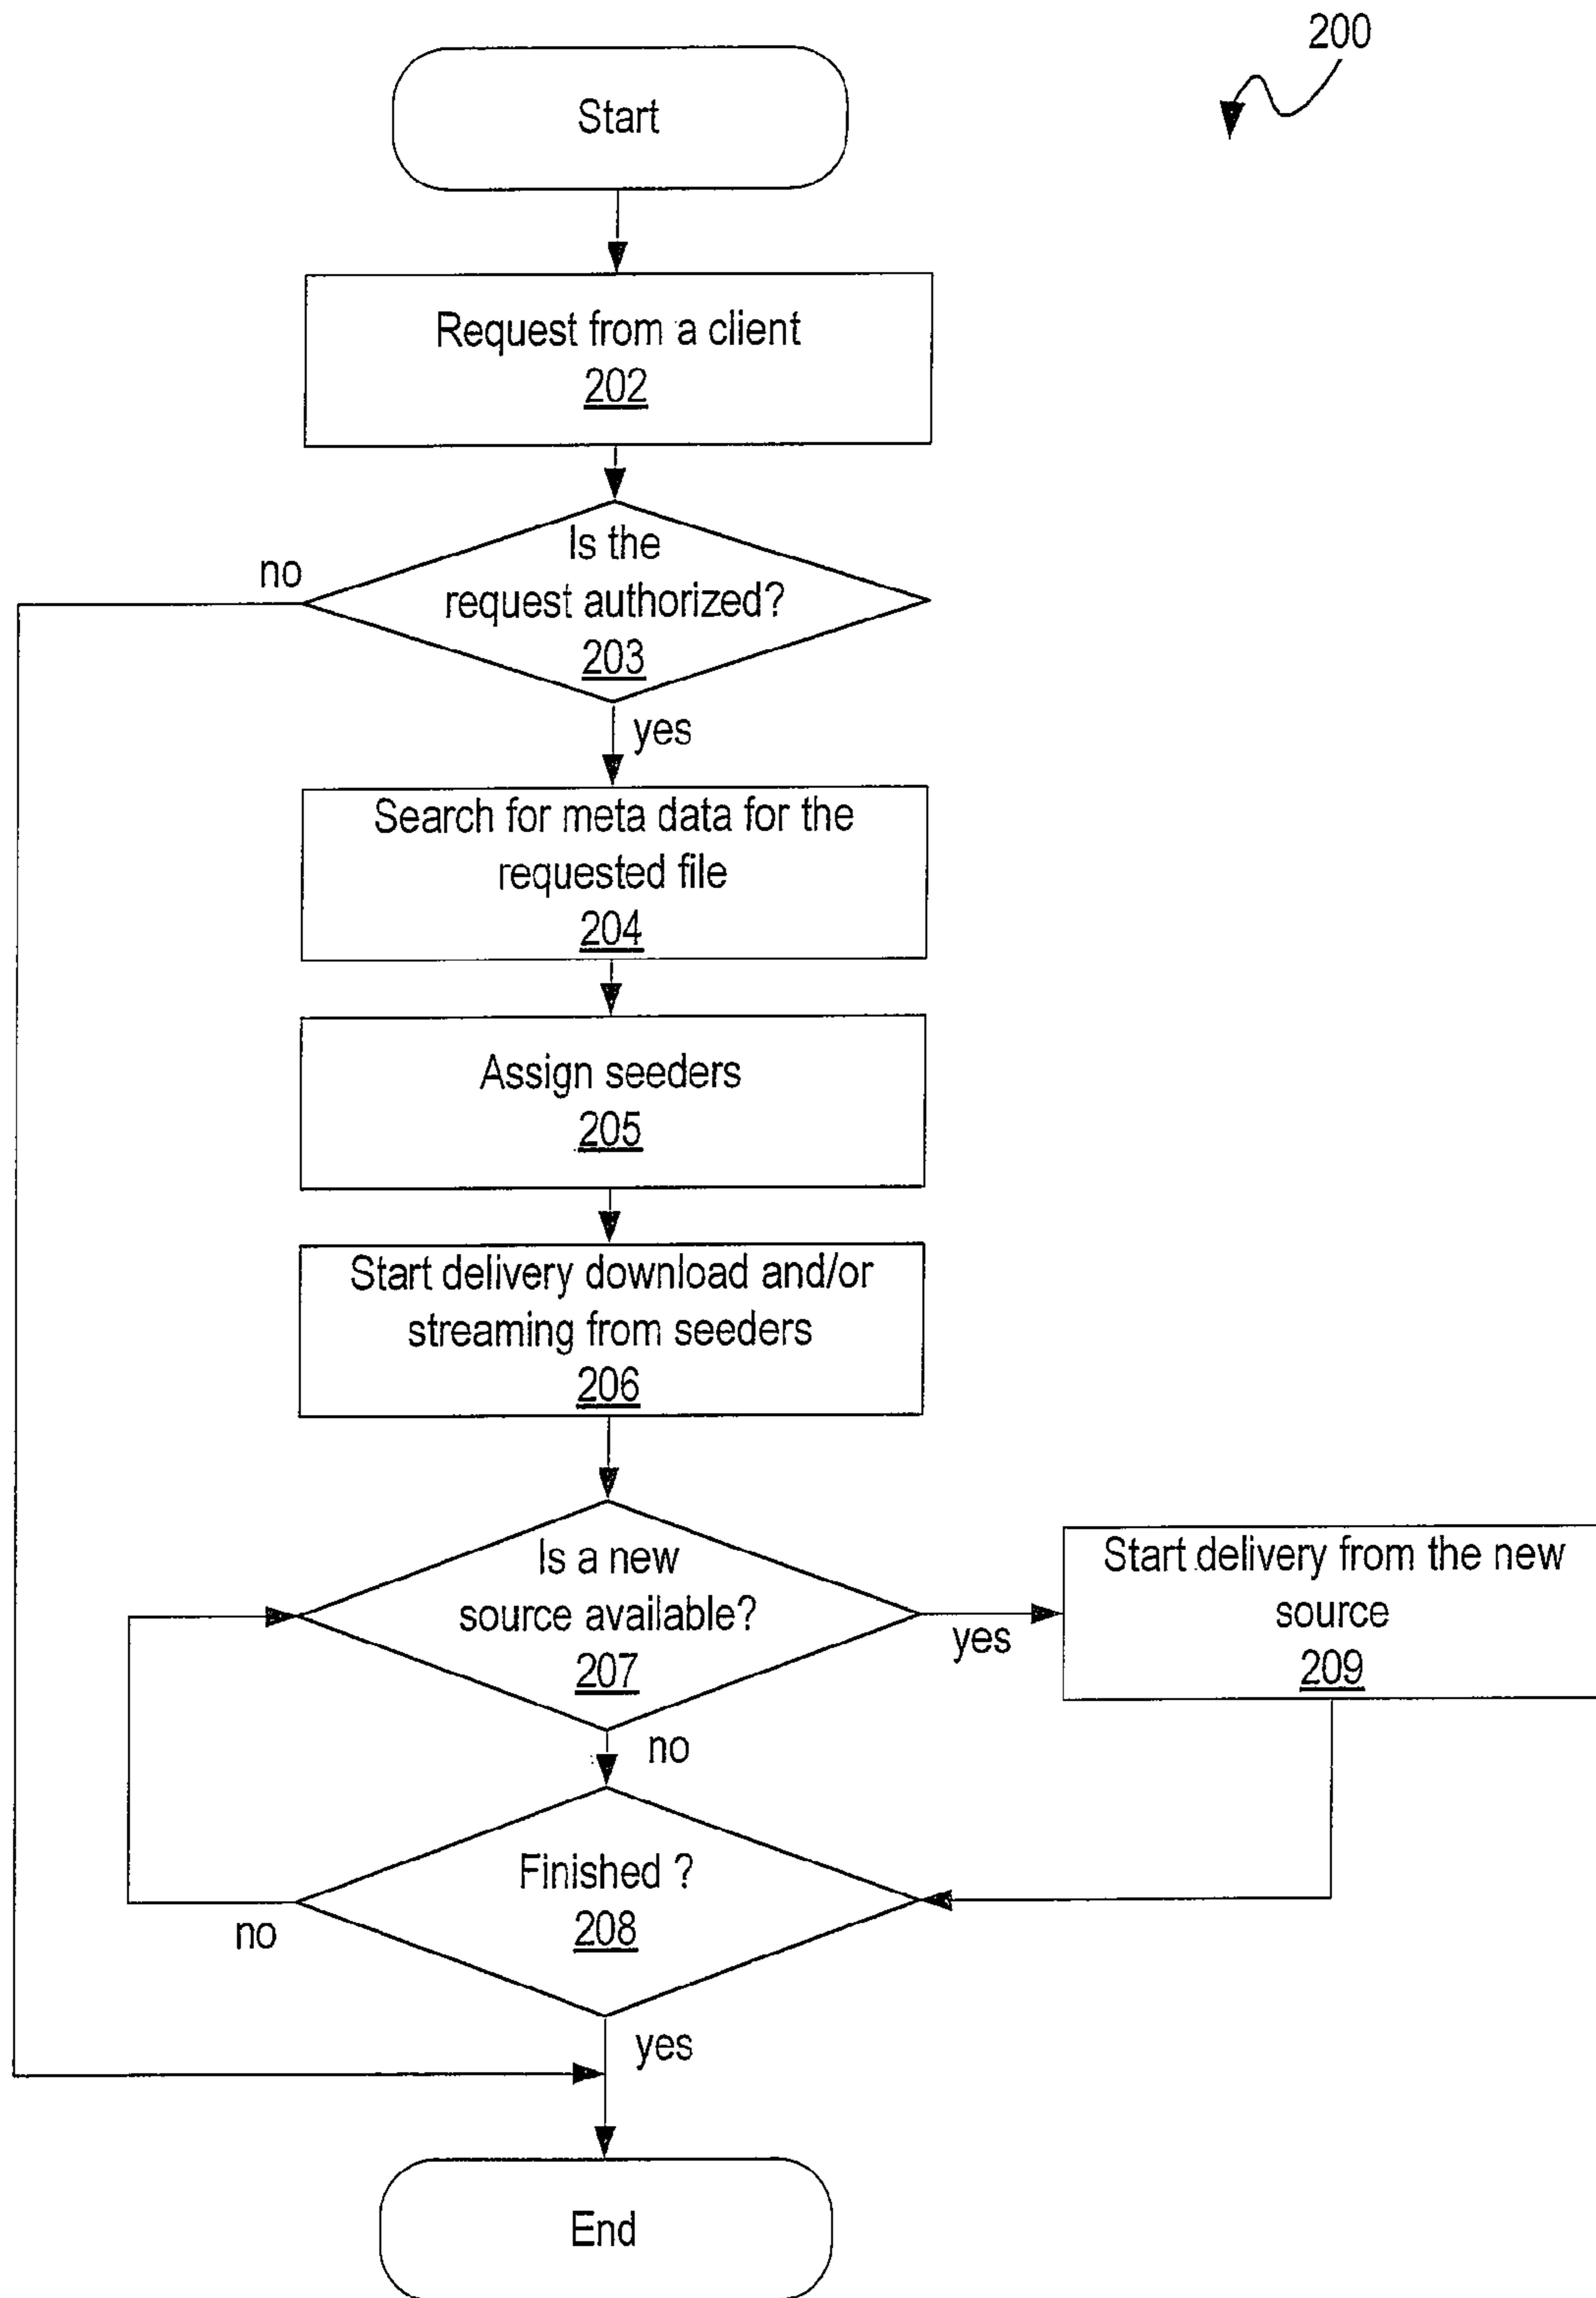 200
Start
Request from a client
202
Is the
request authorized?
203
no
yes
Search for meta data for the
requested file
204
Assign seeders
205
Start delivery download and/or
streaming from seeders
206
Is a new
source available?
207
yes
Start delivery from the new
source
209
no
Finished ?
208
no
yes
End